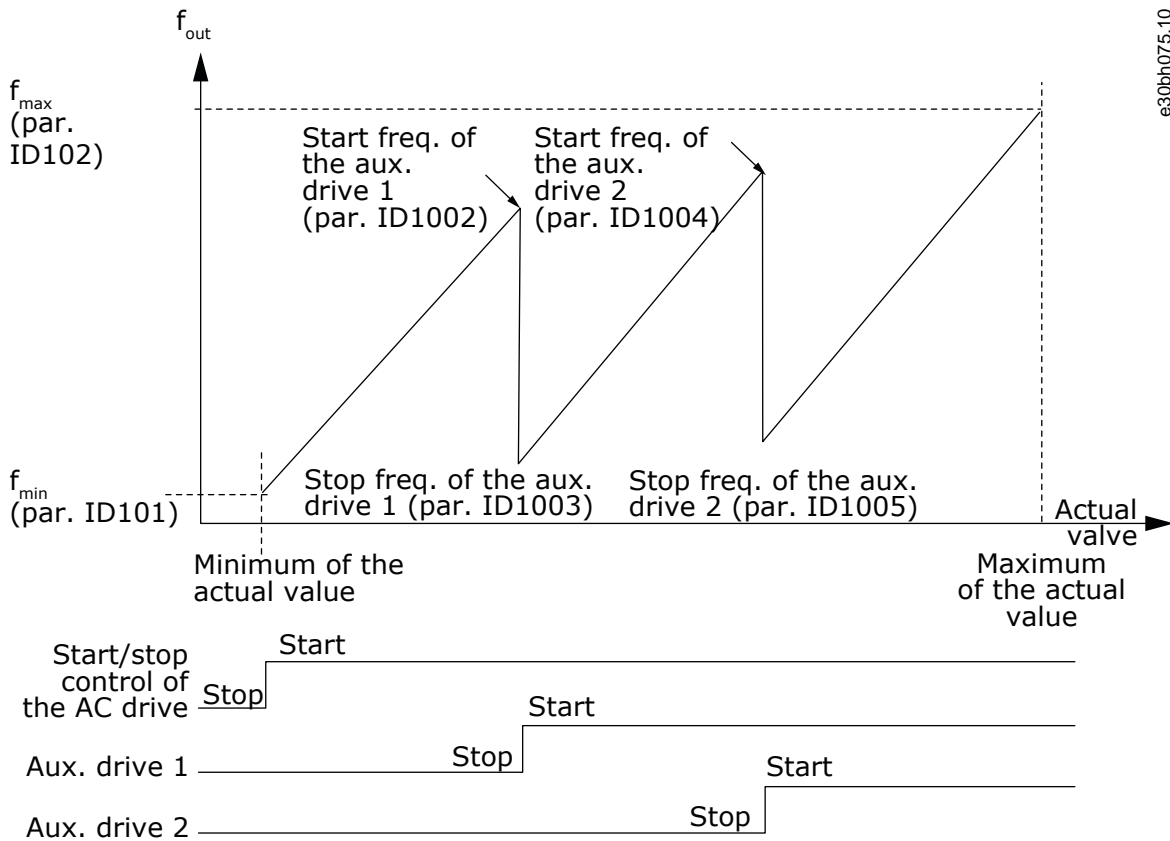 f_out
e30bh075.10
f_max
(par.
ID102)
Start freq. of
the aux.
drive 1
(par. ID1002)
Start freq. of
the aux.
drive 2
(par. ID1004)
f_min
(par. ID101)
Stop freq. of the aux.
drive 1 (par. ID1003)
Stop freq. of the aux.
drive 2 (par. ID1005)
Actual
valve
Minimum of the
actual value
Maximum
of the actual
value
Start/stop
control of
the AC drive
Stop
Start
Aux. drive 1
Stop
Start
Aux. drive 2
Stop
Start